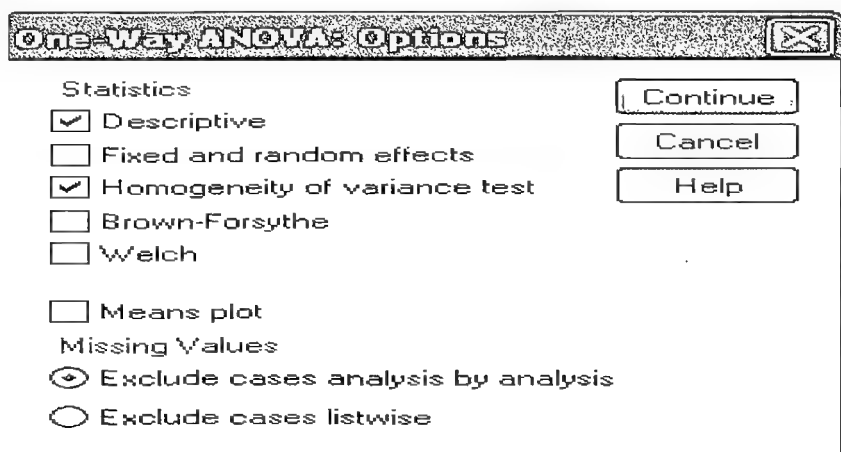 One-Way ANOVA: Options
Statistics
Descriptive
Fixed and random effects
Homogeneity of variance test
Brown-Forsythe
Welch
Means plot
Missing Values
Exclude cases analysis by analysis
Exclude cases listwise
Continue
Cancel
Help